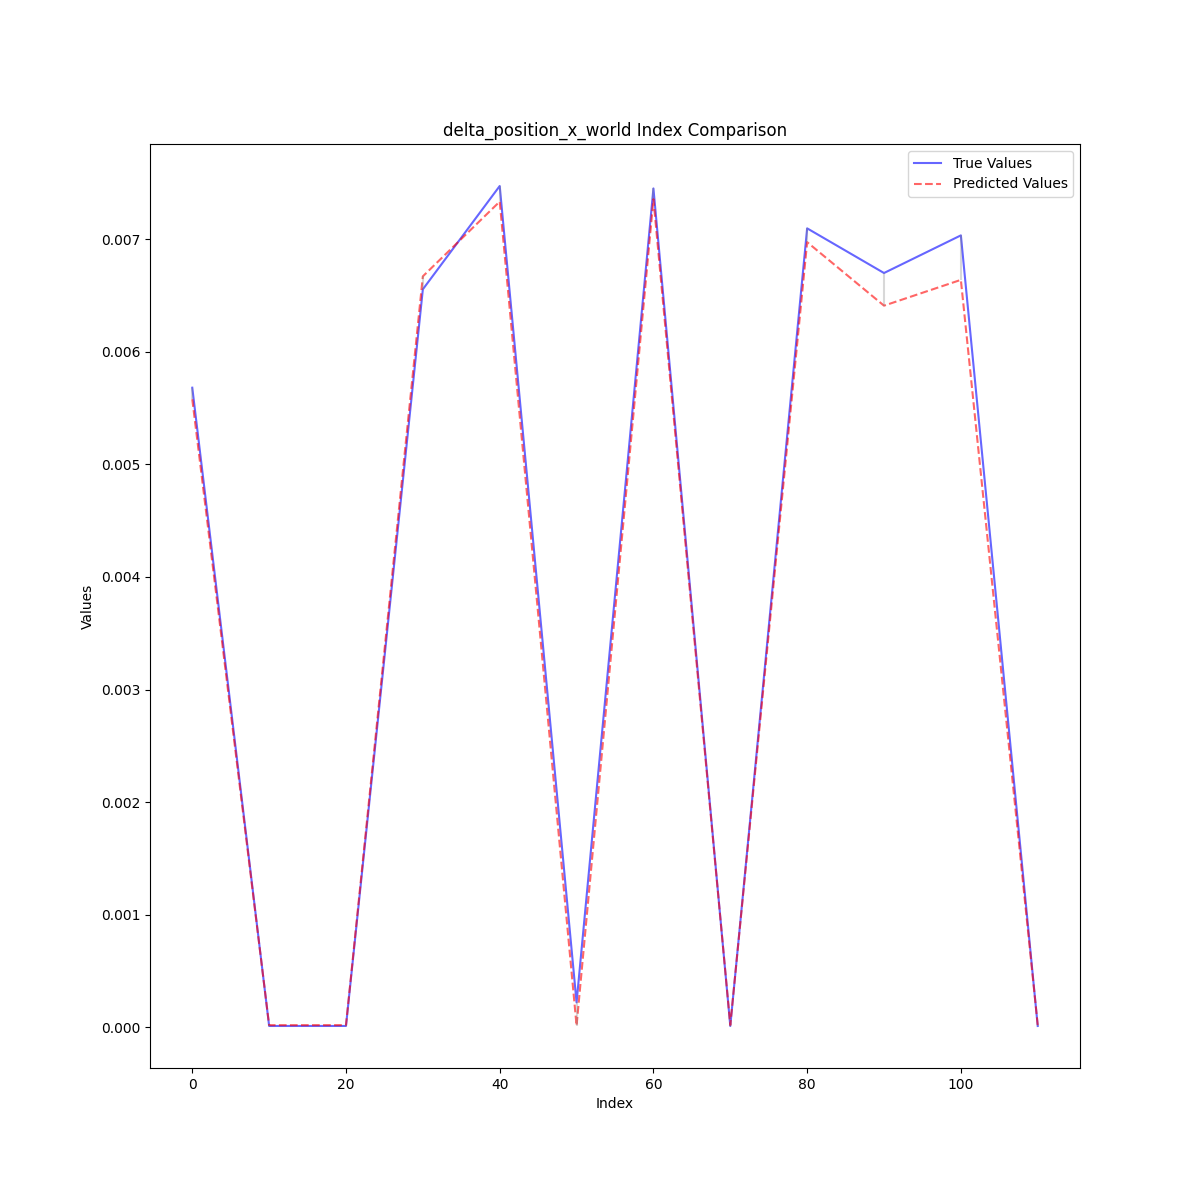 delta_position_x_world Index Comparison
True Values
Predicted Values
0.007
0.006
0.005
0.004
0.003
0.002
0.001
0.000
Values
0 20 40 60 80 100
Index